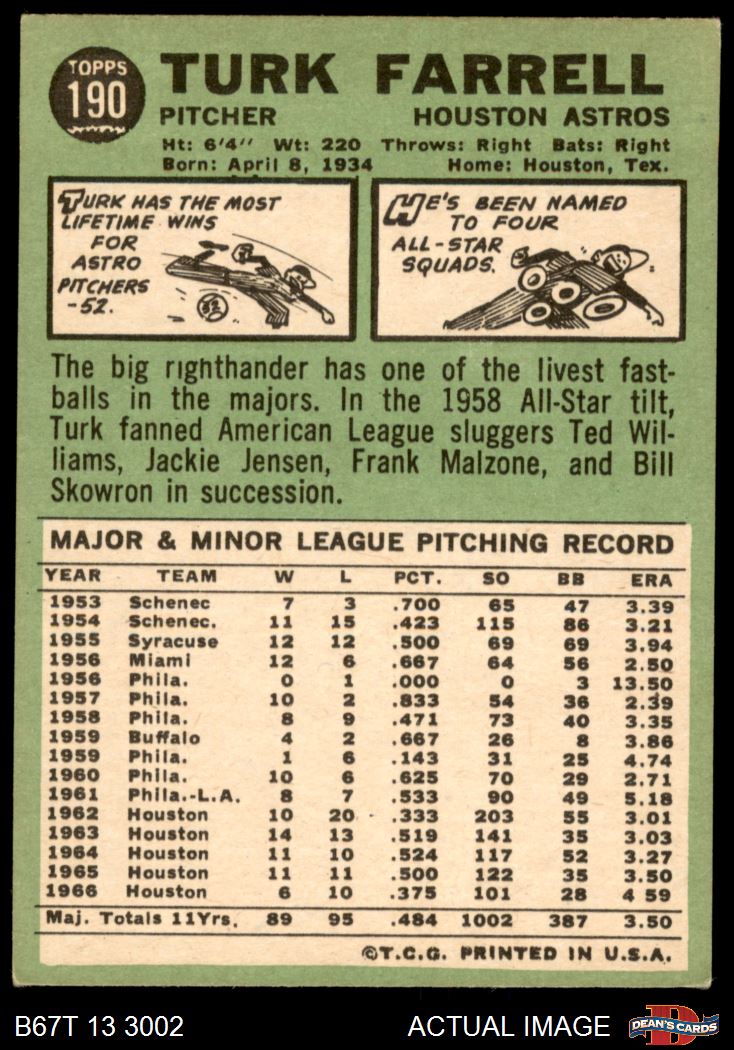 TOPPS
190
TURK FARRELL
PITCHER HOUSTON ASTROS
Ht: 6'4" Wt: 220 Throws: Right Bats: Right
Born: April 8, 1934 Home: Houston, Tex.
TURK HAS THE MOST
LIFETIME WINS
FOR
ASTRO
PITCHERS
-52.
52
HE'S BEEN NAMED
TO FOUR
ALL-STAR
SQUADS.
The big righthander has one of the livest fast-
balls in the majors. In the 1958 All-Star tilt,
Turk fanned American League sluggers Ted Wil-
liams, Jackie Jensen, Frank Malzone, and Bill
Skowron in succession.
MAJOR & MINOR LEAGUE PITCHING RECORD
YEAR TEAM W L PCT. SO BB ERA
1953 Schenec 7 3 .700 65 47 3.39
1954 Schenec. 11 15 .423 115 86 3.21
1955 Syracuse 12 12 .500 69 69 3.94
1956 Miami 12 6 .667 64 56 2.50
1956 Phila. 0 1 .000 0 3 13.50
1957 Phila. 10 2 .833 54 36 2.39
1958 Phila. 8 9 .471 73 40 3.35
1959 Buffalo 4 2 .667 26 8 3.86
1959 Phila. 1 6 .143 31 25 4.74
1960 Phila. 10 6 .625 70 29 2.71
1961 Phila.-L.A. 8 7 .533 90 49 5.18
1962 Houston 10 20 .333 203 55 3.01
1963 Houston 14 13 .519 141 35 3.03
1964 Houston 11 10 .524 117 52 3.27
1965 Houston 11 11 .500 122 35 3.50
1966 Houston 6 10 .375 101 28 4 59
Maj. Totals 11Yrs. 89 95 .484 1002 387 3.50
©T.C.G. PRINTED IN U.S.A.
B67T 13 3002 ACTUAL IMAGE
DEAN'S CARDS